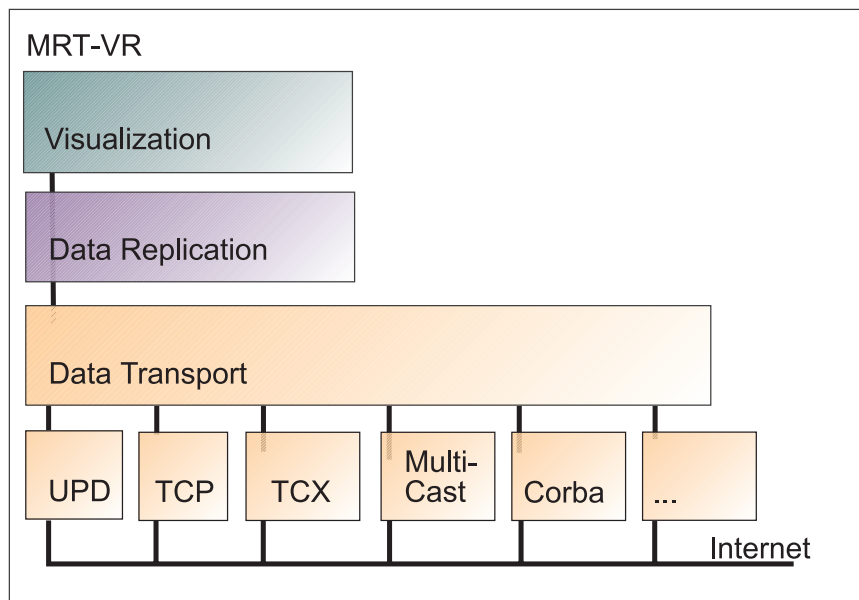 MRT-VR
Visualization
Data Replication
Data Transport
UPD
TCP
TCX
Multi-
Cast
Corba
...
Internet